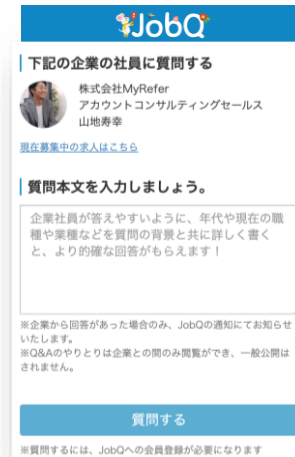 JobQ
下記の企業の社員に質問する
株式会社MyRefer
アカウントコンサルティングセールス
山地寿幸
現在募集中の求人はこちら
質問本文を入力しましょう。
企業社員が答えやすいように、年代や現在の職
種や業種などを質問の背景と共に詳しく書く
と、より的確な回答がもらえます！
※企業から回答があった場合のみ、JobQの通知にてお知らせ
いたします。
※Q&Aのやりとりは企業との間のみ閲覧ができ、一般公開は
されません。
質問する
※質問するには、JobQへの会員登録が必要になります